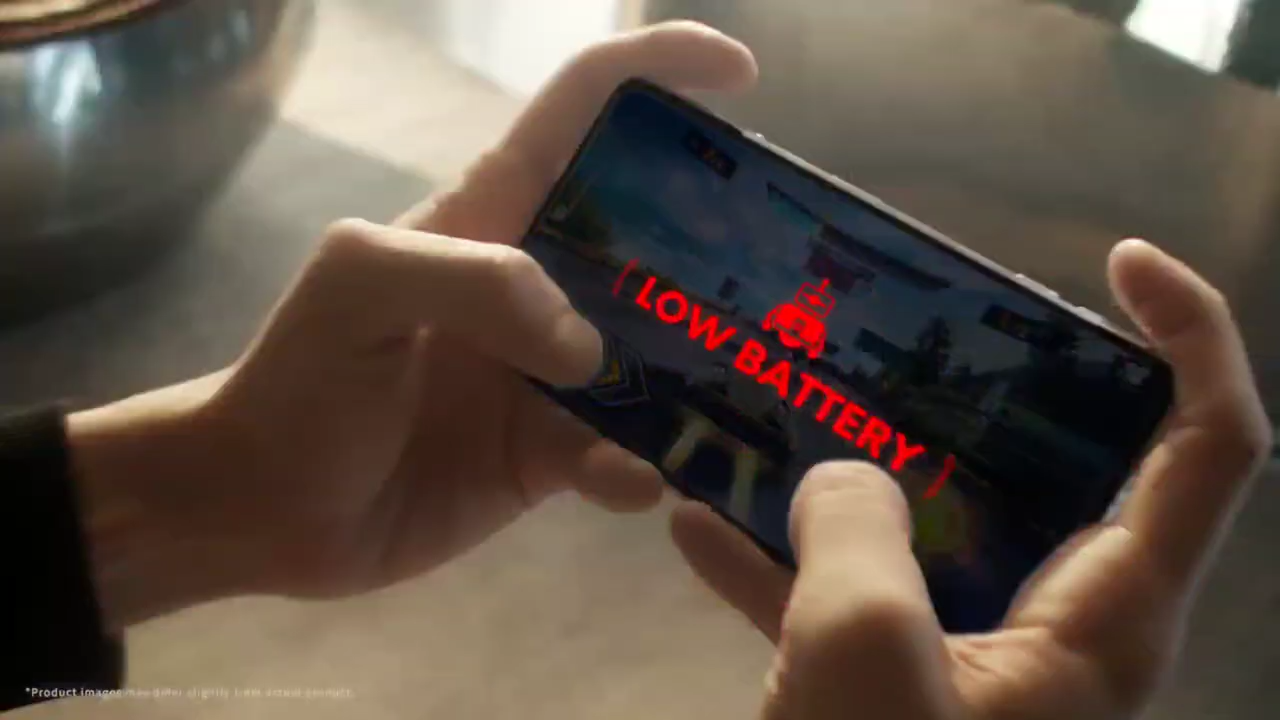 ( LOW BATTERY )
*Product images may differ slightly from actual product.